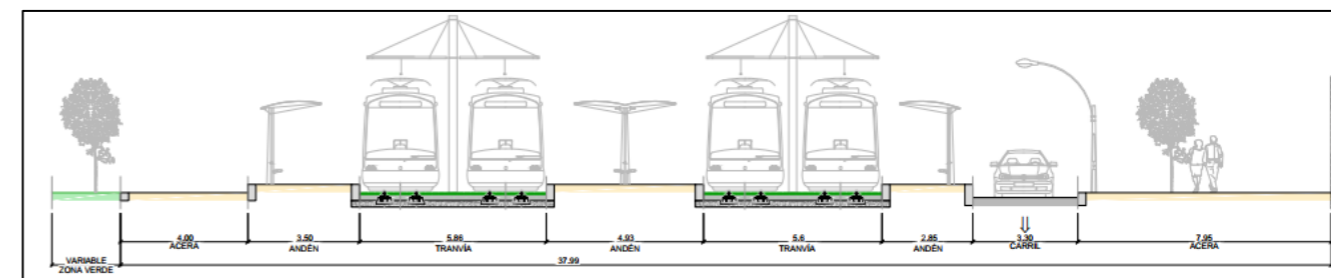 4.00 3.50 5.86 4.93 5.6 2.85 3.30 7.95
ACERA ANDÉN TRANVÍA ANDÉN TRANVÍA ANDÉN CARRIL ACERA
VARIABLE 37.99
ZONA VERDE